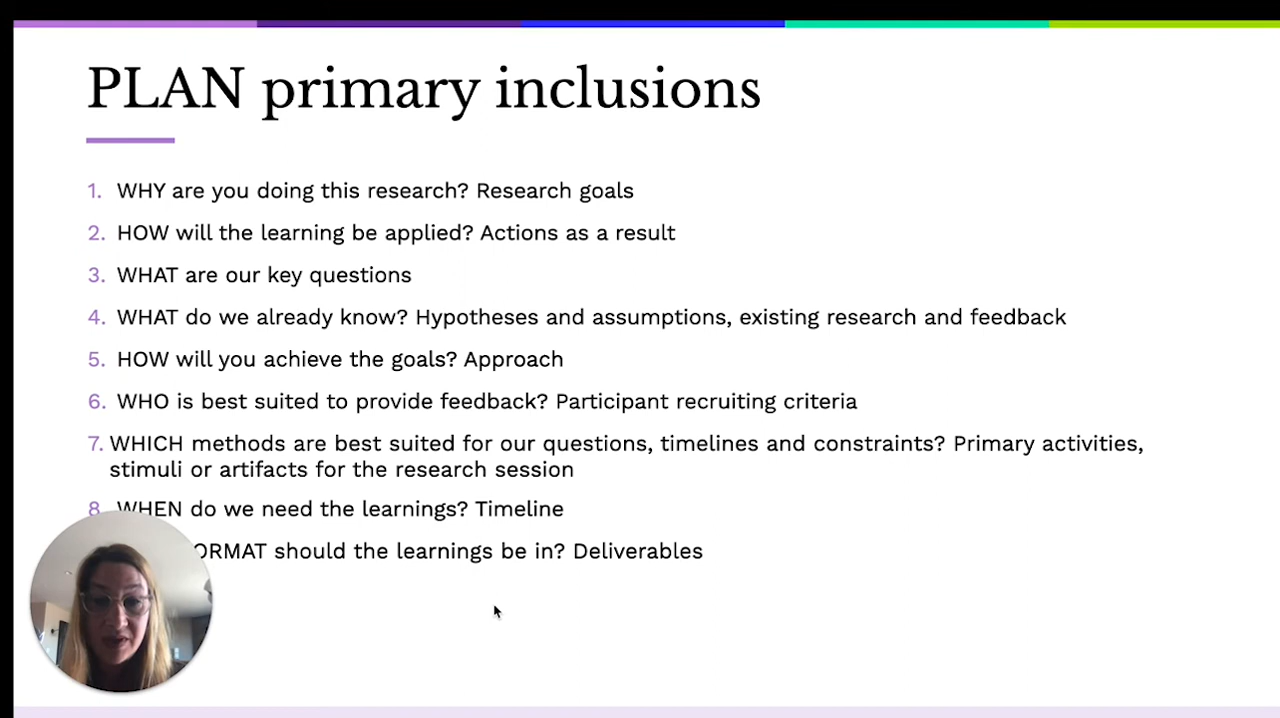 PLAN primary inclusions
1. WHY are you doing this research? Research goals
2. HOW will the learning be applied? Actions as a result
3. WHAT are our key questions
4. WHAT do we already know? Hypotheses and assumptions, existing research and feedback
5. HOW will you achieve the goals? Approach
6. WHO is best suited to provide feedback? Participant recruiting criteria
7. WHICH methods are best suited for our questions, timelines and constraints? Primary activities,
stimuli or artifacts for the research session
8. WHEN do we need the learnings? Timeline
should the learnings be in? Deliverables